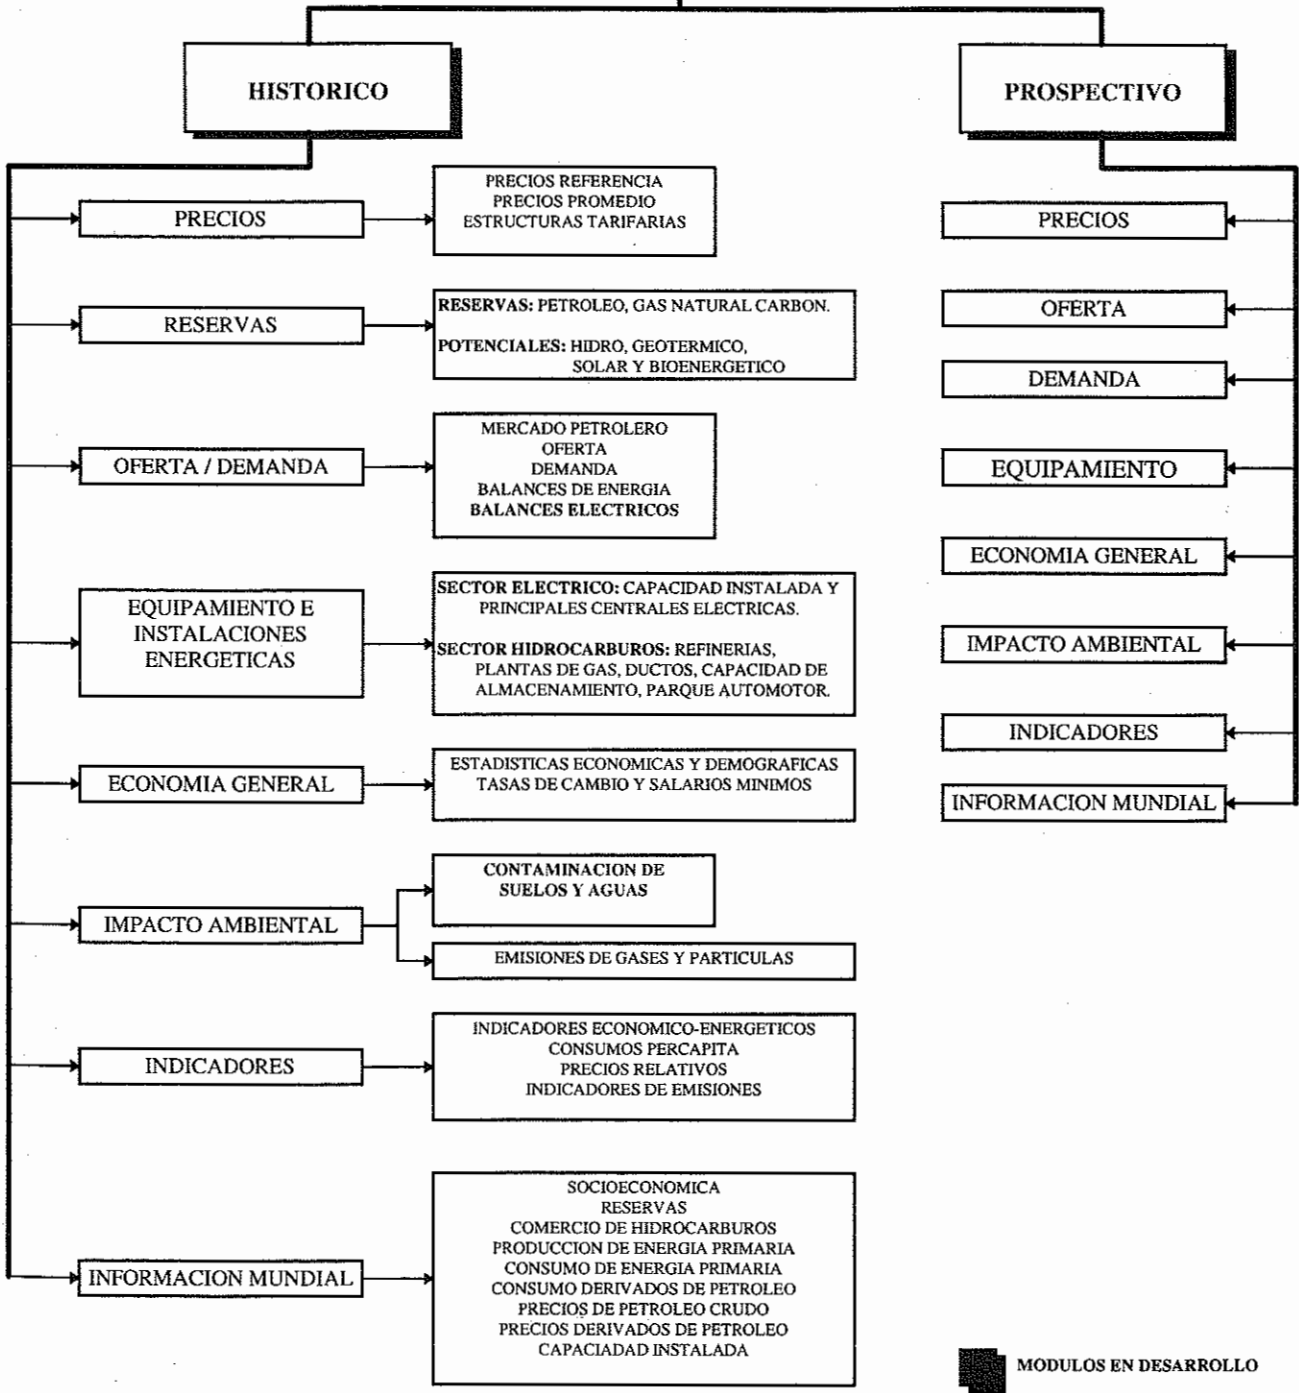 HISTORICO
PRECIOS
PRECIOS REFERENCIA
PRECIOS PROMEDIO
ESTRUCTURAS TARIFARIAS
RESERVAS
RESERVAS: PETROLEO, GAS NATURAL CARBON.
POTENCIALES: HIDRO, GEOTERMICO,
SOLAR Y BIOENERGETICO
OFERTA / DEMANDA
MERCADO PETROLERO
OFERTA
DEMANDA
BALANCES DE ENERGIA
BALANCES ELECTRICOS
EQUIPAMIENTO E
INSTALACIONES
ENERGETICAS
SECTOR ELECTRICO: CAPACIDAD INSTALADA Y
PRINCIPALES CENTRALES ELECTRICAS.
SECTOR HIDROCARBUROS: REFINERIAS,
PLANTAS DE GAS, DUCTOS, CAPACIDAD DE
ALMACENAMIENTO, PARQUE AUTOMOTOR.
ECONOMIA GENERAL
ESTADISTICAS ECONOMICAS Y DEMOGRAFICAS
TASAS DE CAMBIO Y SALARIOS MINIMOS
IMPACTO AMBIENTAL
CONTAMINACION DE
SUELOS Y AGUAS
EMISIONES DE GASES Y PARTICULAS
INDICADORES
INDICADORES ECONOMICO-ENERGETICOS
CONSUMOS PERCAPITA
PRECIOS RELATIVOS
INDICADORES DE EMISIONES
INFORMACION MUNDIAL
SOCIOECONOMICA
RESERVAS
COMERCIO DE HIDROCARBUROS
PRODUCCION DE ENERGIA PRIMARIA
CONSUMO DE ENERGIA PRIMARIA
CONSUMO DERIVADOS DE PETROLEO
PRECIOS DE PETROLEO CRUDO
PRECIOS DERIVADOS DE PETROLEO
CAPACIADAD INSTALADA
PROSPECTIVO
PRECIOS
OFERTA
DEMANDA
EQUIPAMIENTO
ECONOMIA GENERAL
IMPACTO AMBIENTAL
INDICADORES
INFORMACION MUNDIAL
MODULOS EN DESARROLLO